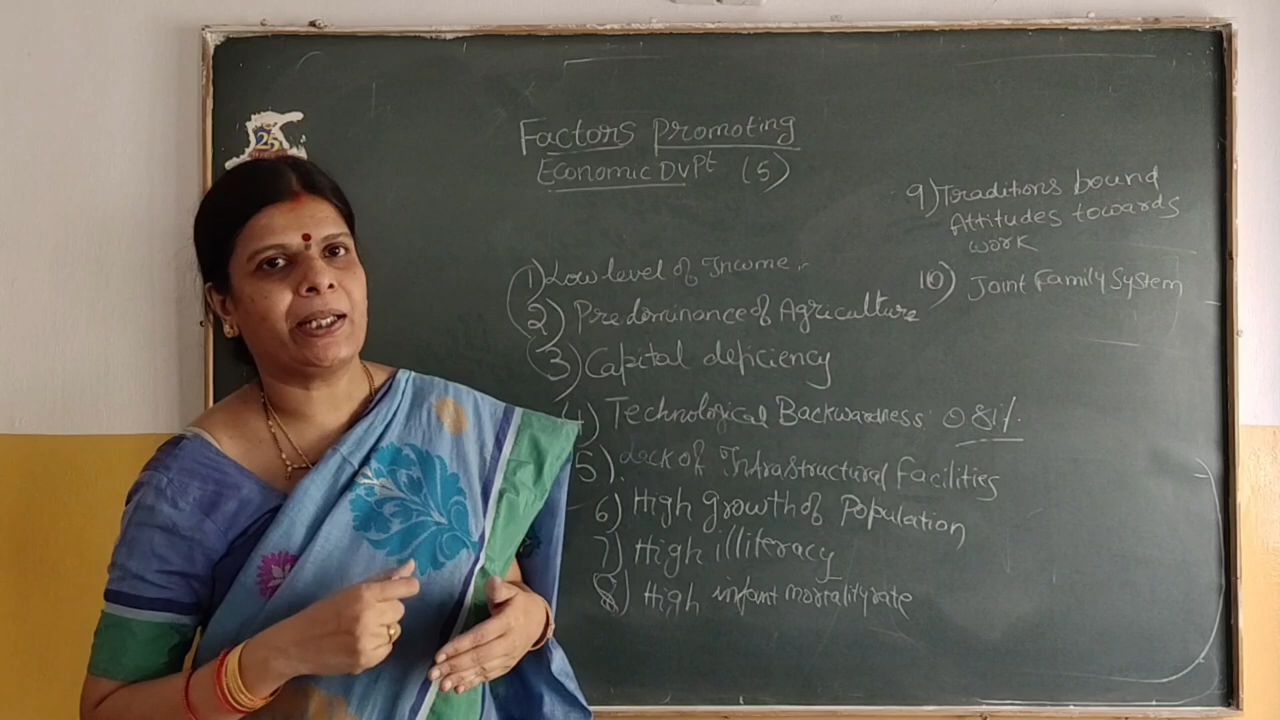 25
Factors Promoting
Economic DVPt (5)
1) Low level of Income.
2) Predominance of Agriculture
3) Capital deficiency
4) Technological Backwardness 081%.
5) Lack of Infrastructural Facilities
6) High Growth of Population
7) High illiteracy
8) High infant mortality rate
9) Traditions bound
Attitudes towards
work
10) Joint Family System